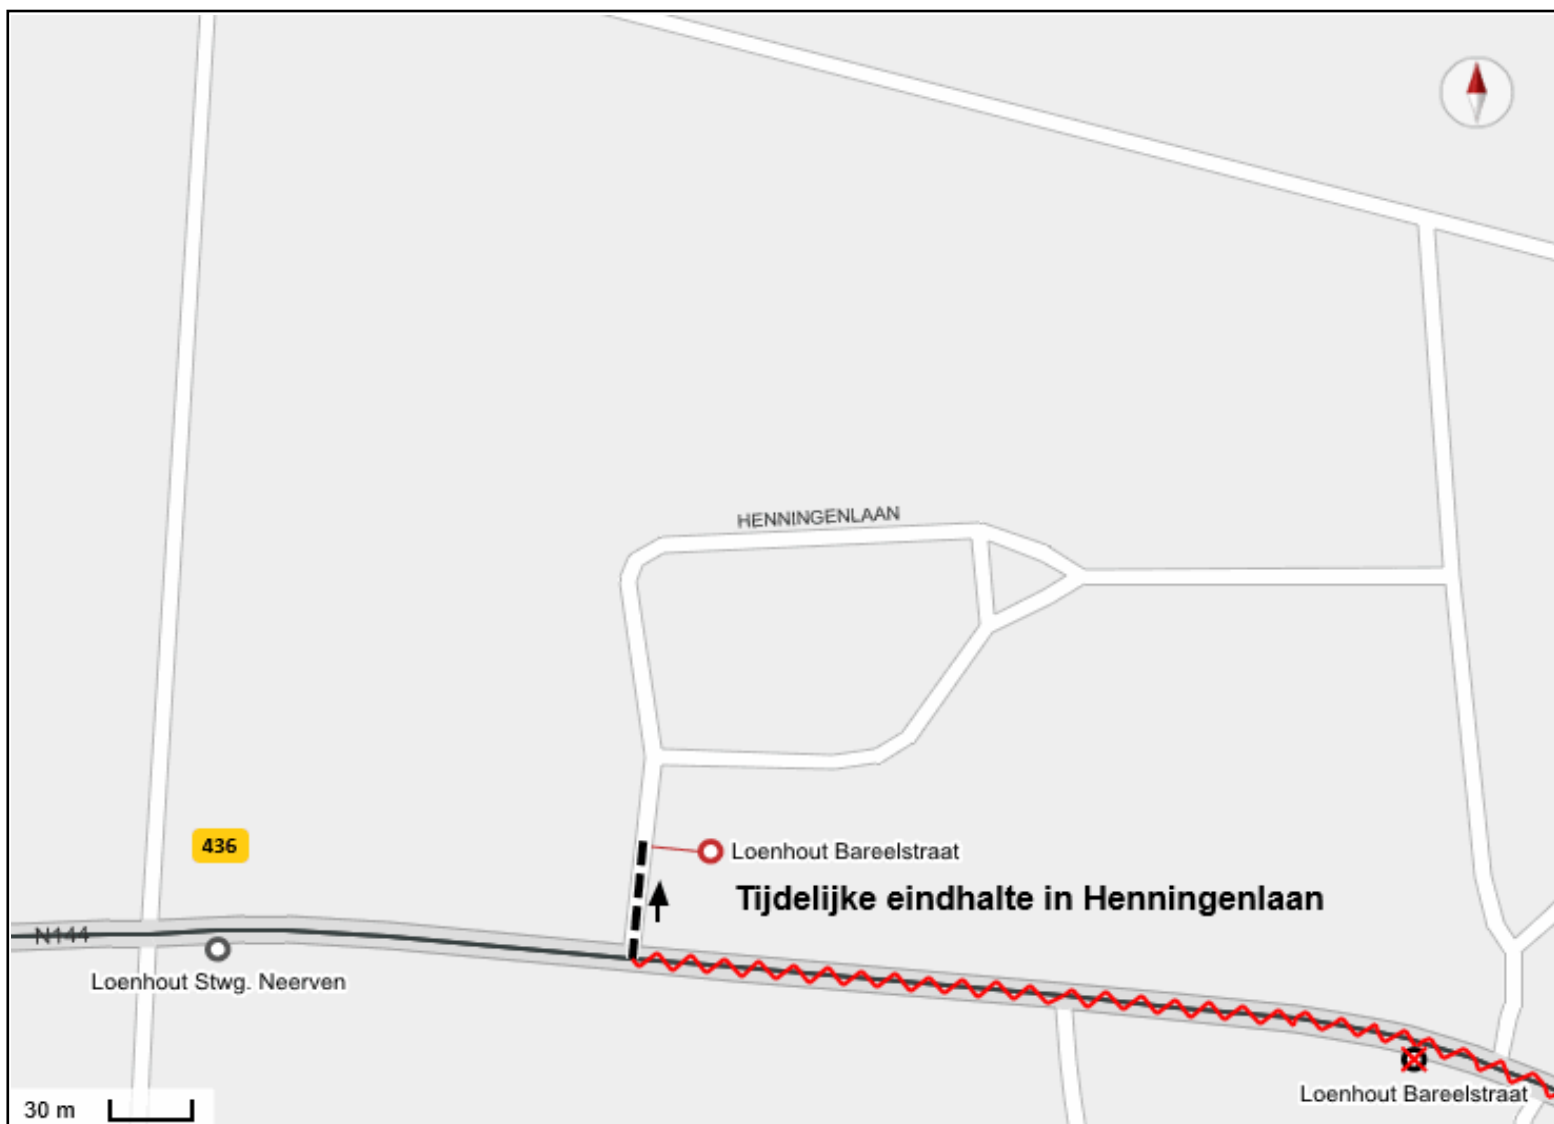 HENNINGENLAAN
436
Loenhout Bareelstraat
Tijdelijke eindhalte in Henningenlaan
N144
Loenhout Stwg. Neerven
Loenhout Bareelstraat
30 m